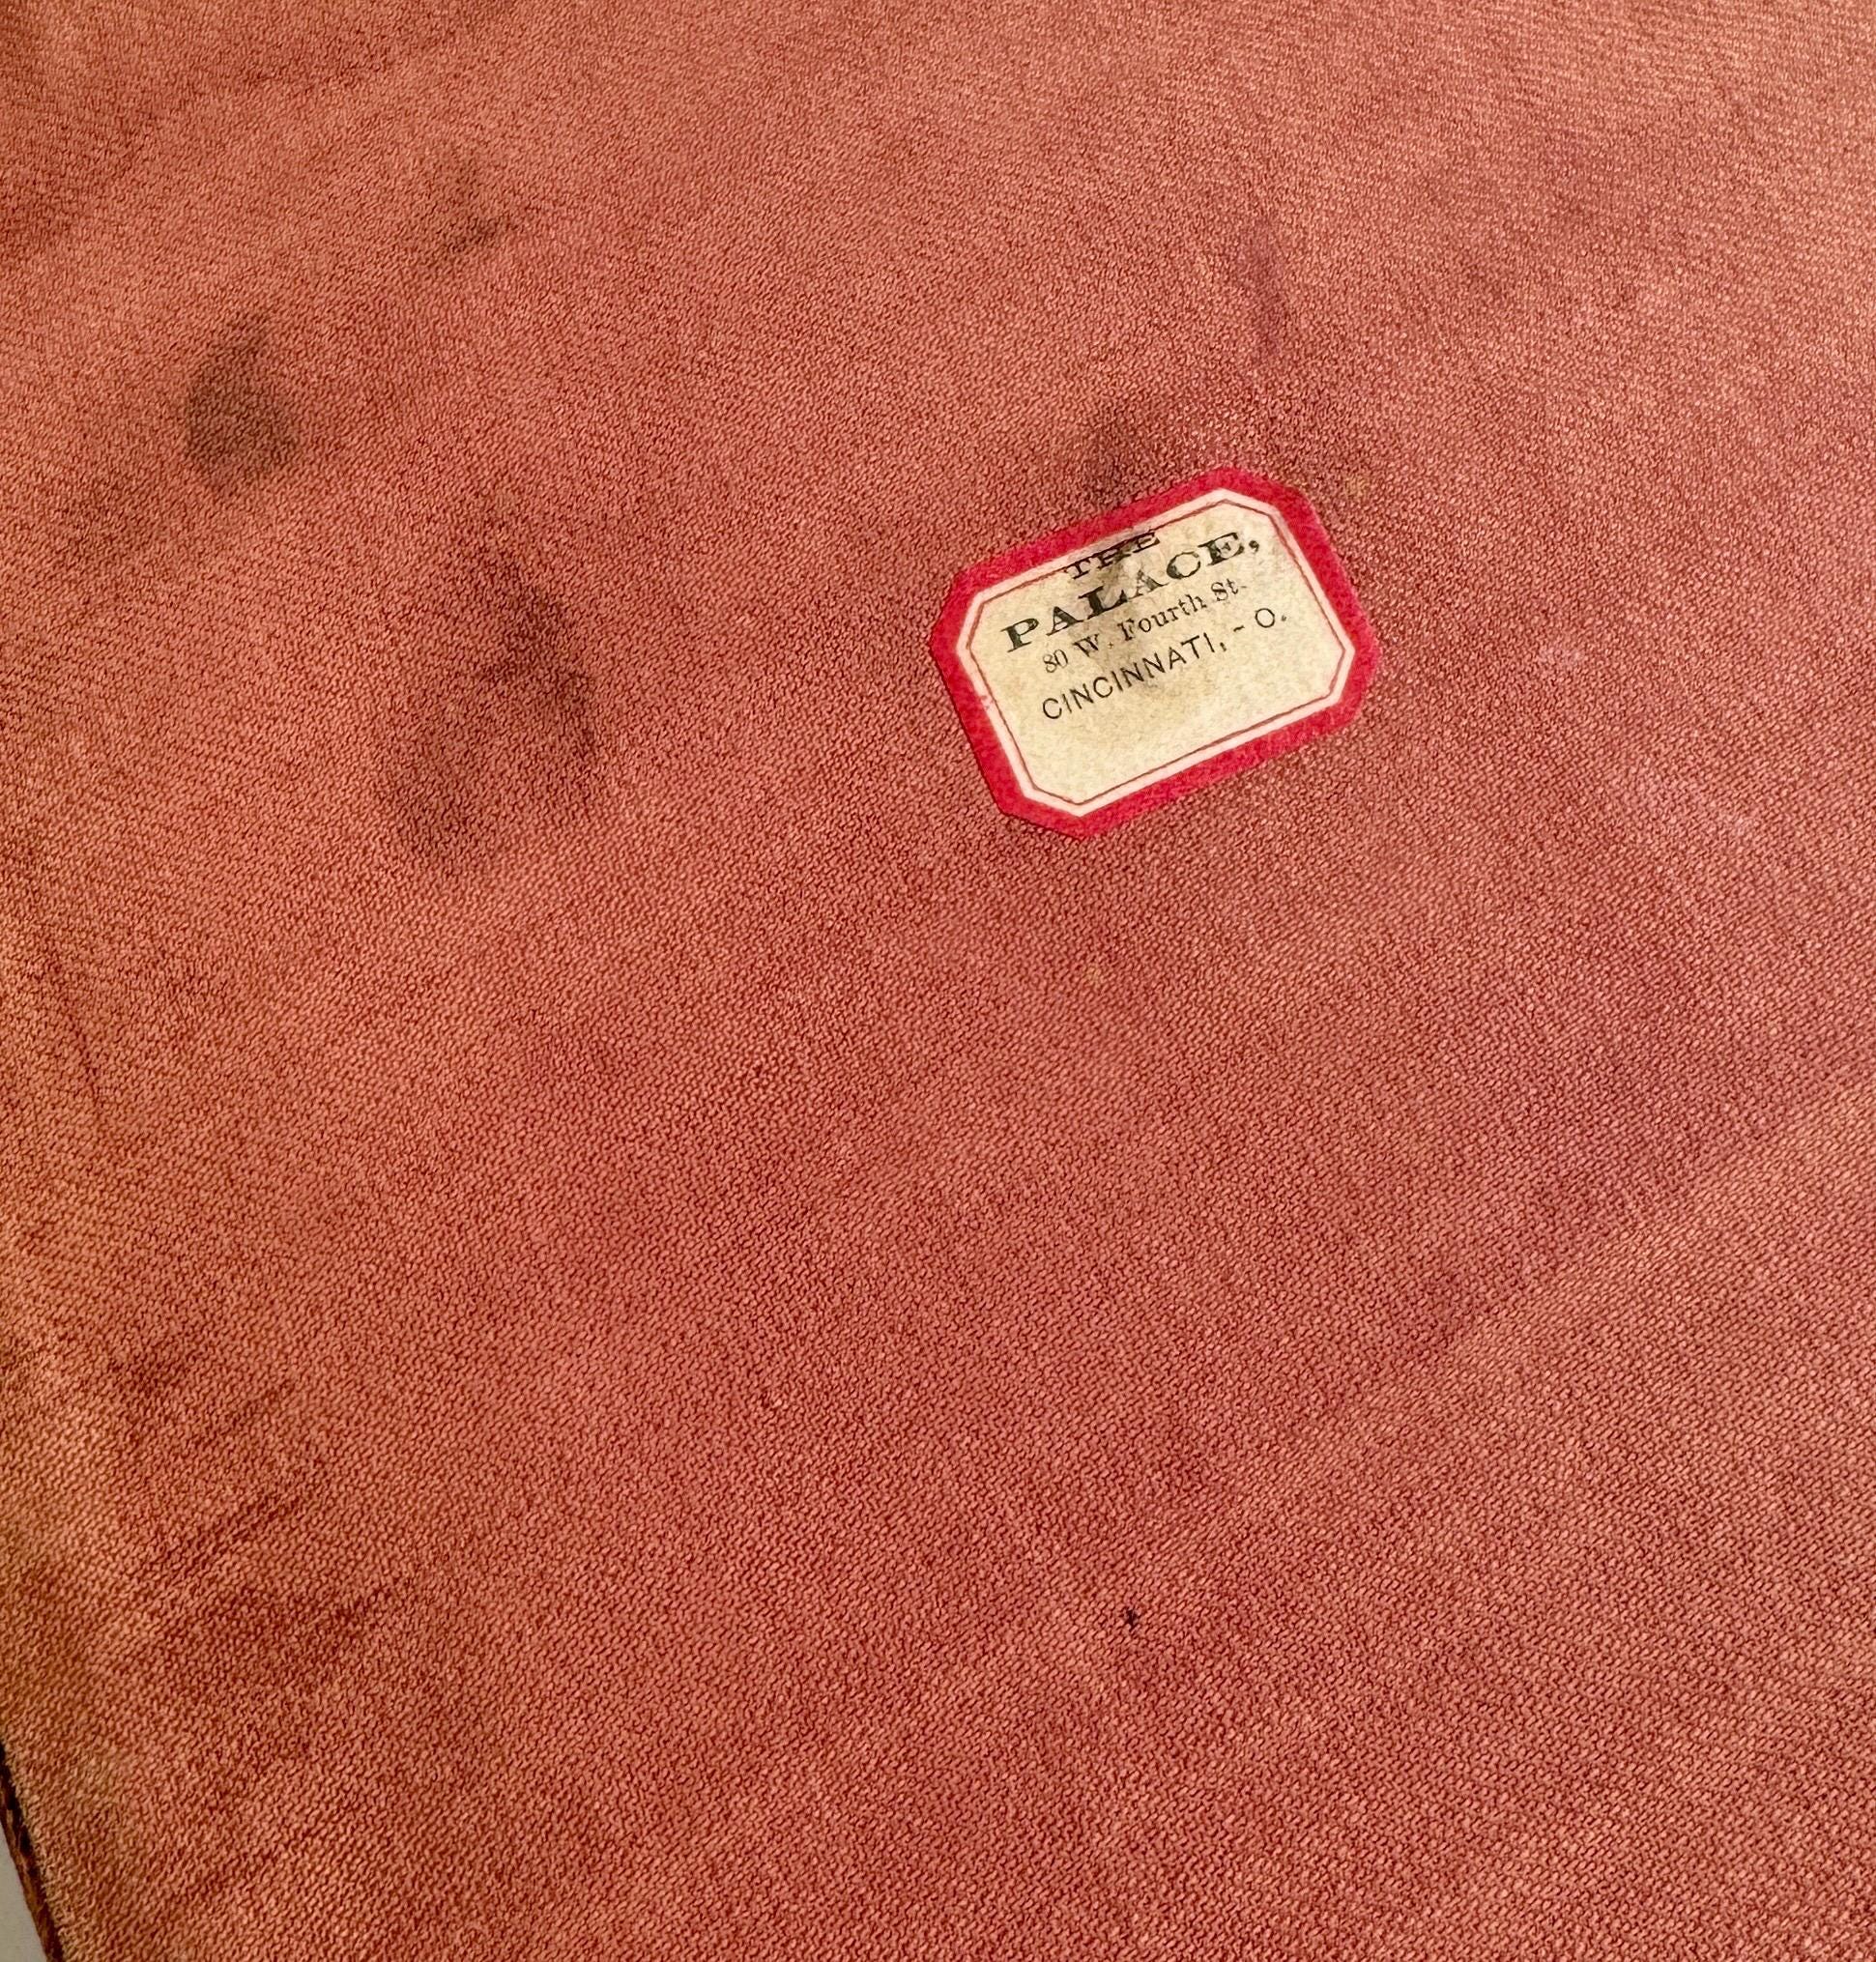 THE
PALACE,
80 W. Fourth St.
CINCINNATI, - O.